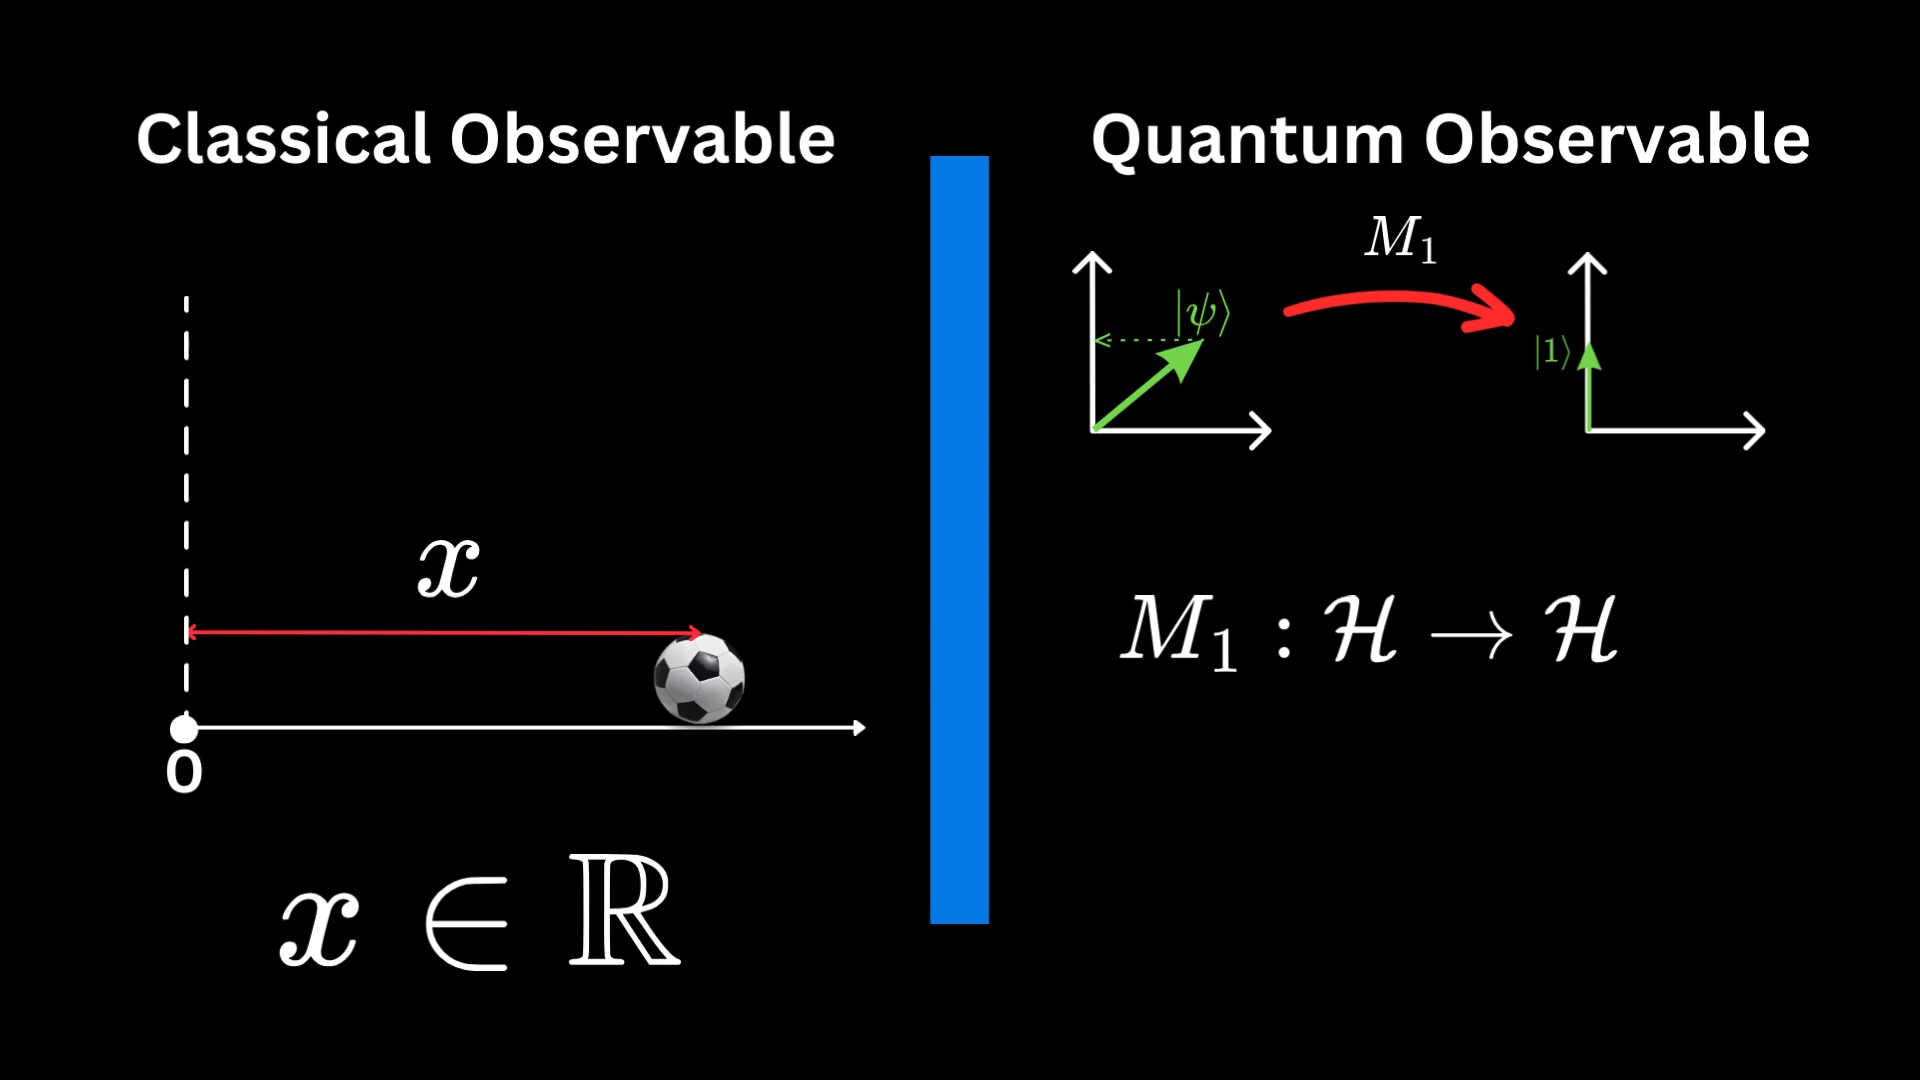 Classical Observable
x
0
x ∈ ℝ
Quantum Observable
M₁
|ψ⟩
|1⟩
M₁ : ℋ → ℋ